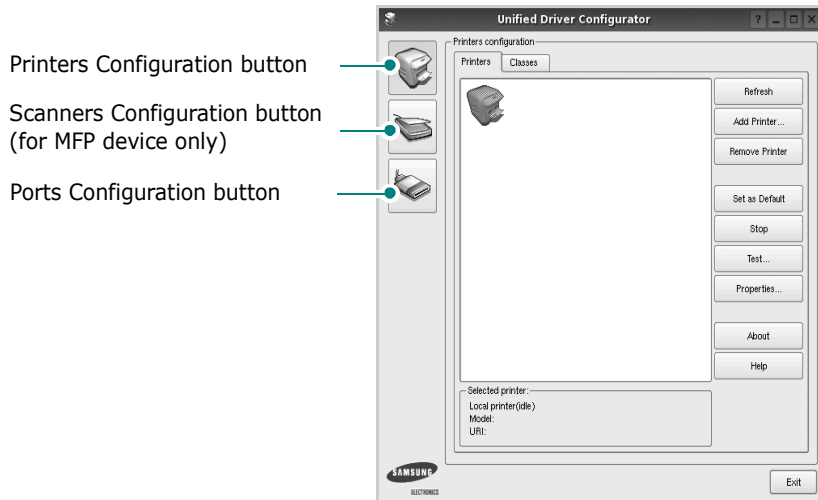 Unified Driver Configurator
Printers Configuration button
Scanners Configuration button
(for MFP device only)
Ports Configuration button
Printers configuration
Printers
Classes
Refresh
Add Printer...
Remove Printer
Set as Default
Stop
Test...
Properties...
About
Help
Selected printer:
Local printer(idle)
Model:
URI:
SAMSUNG
ELECTRONICS
Exit